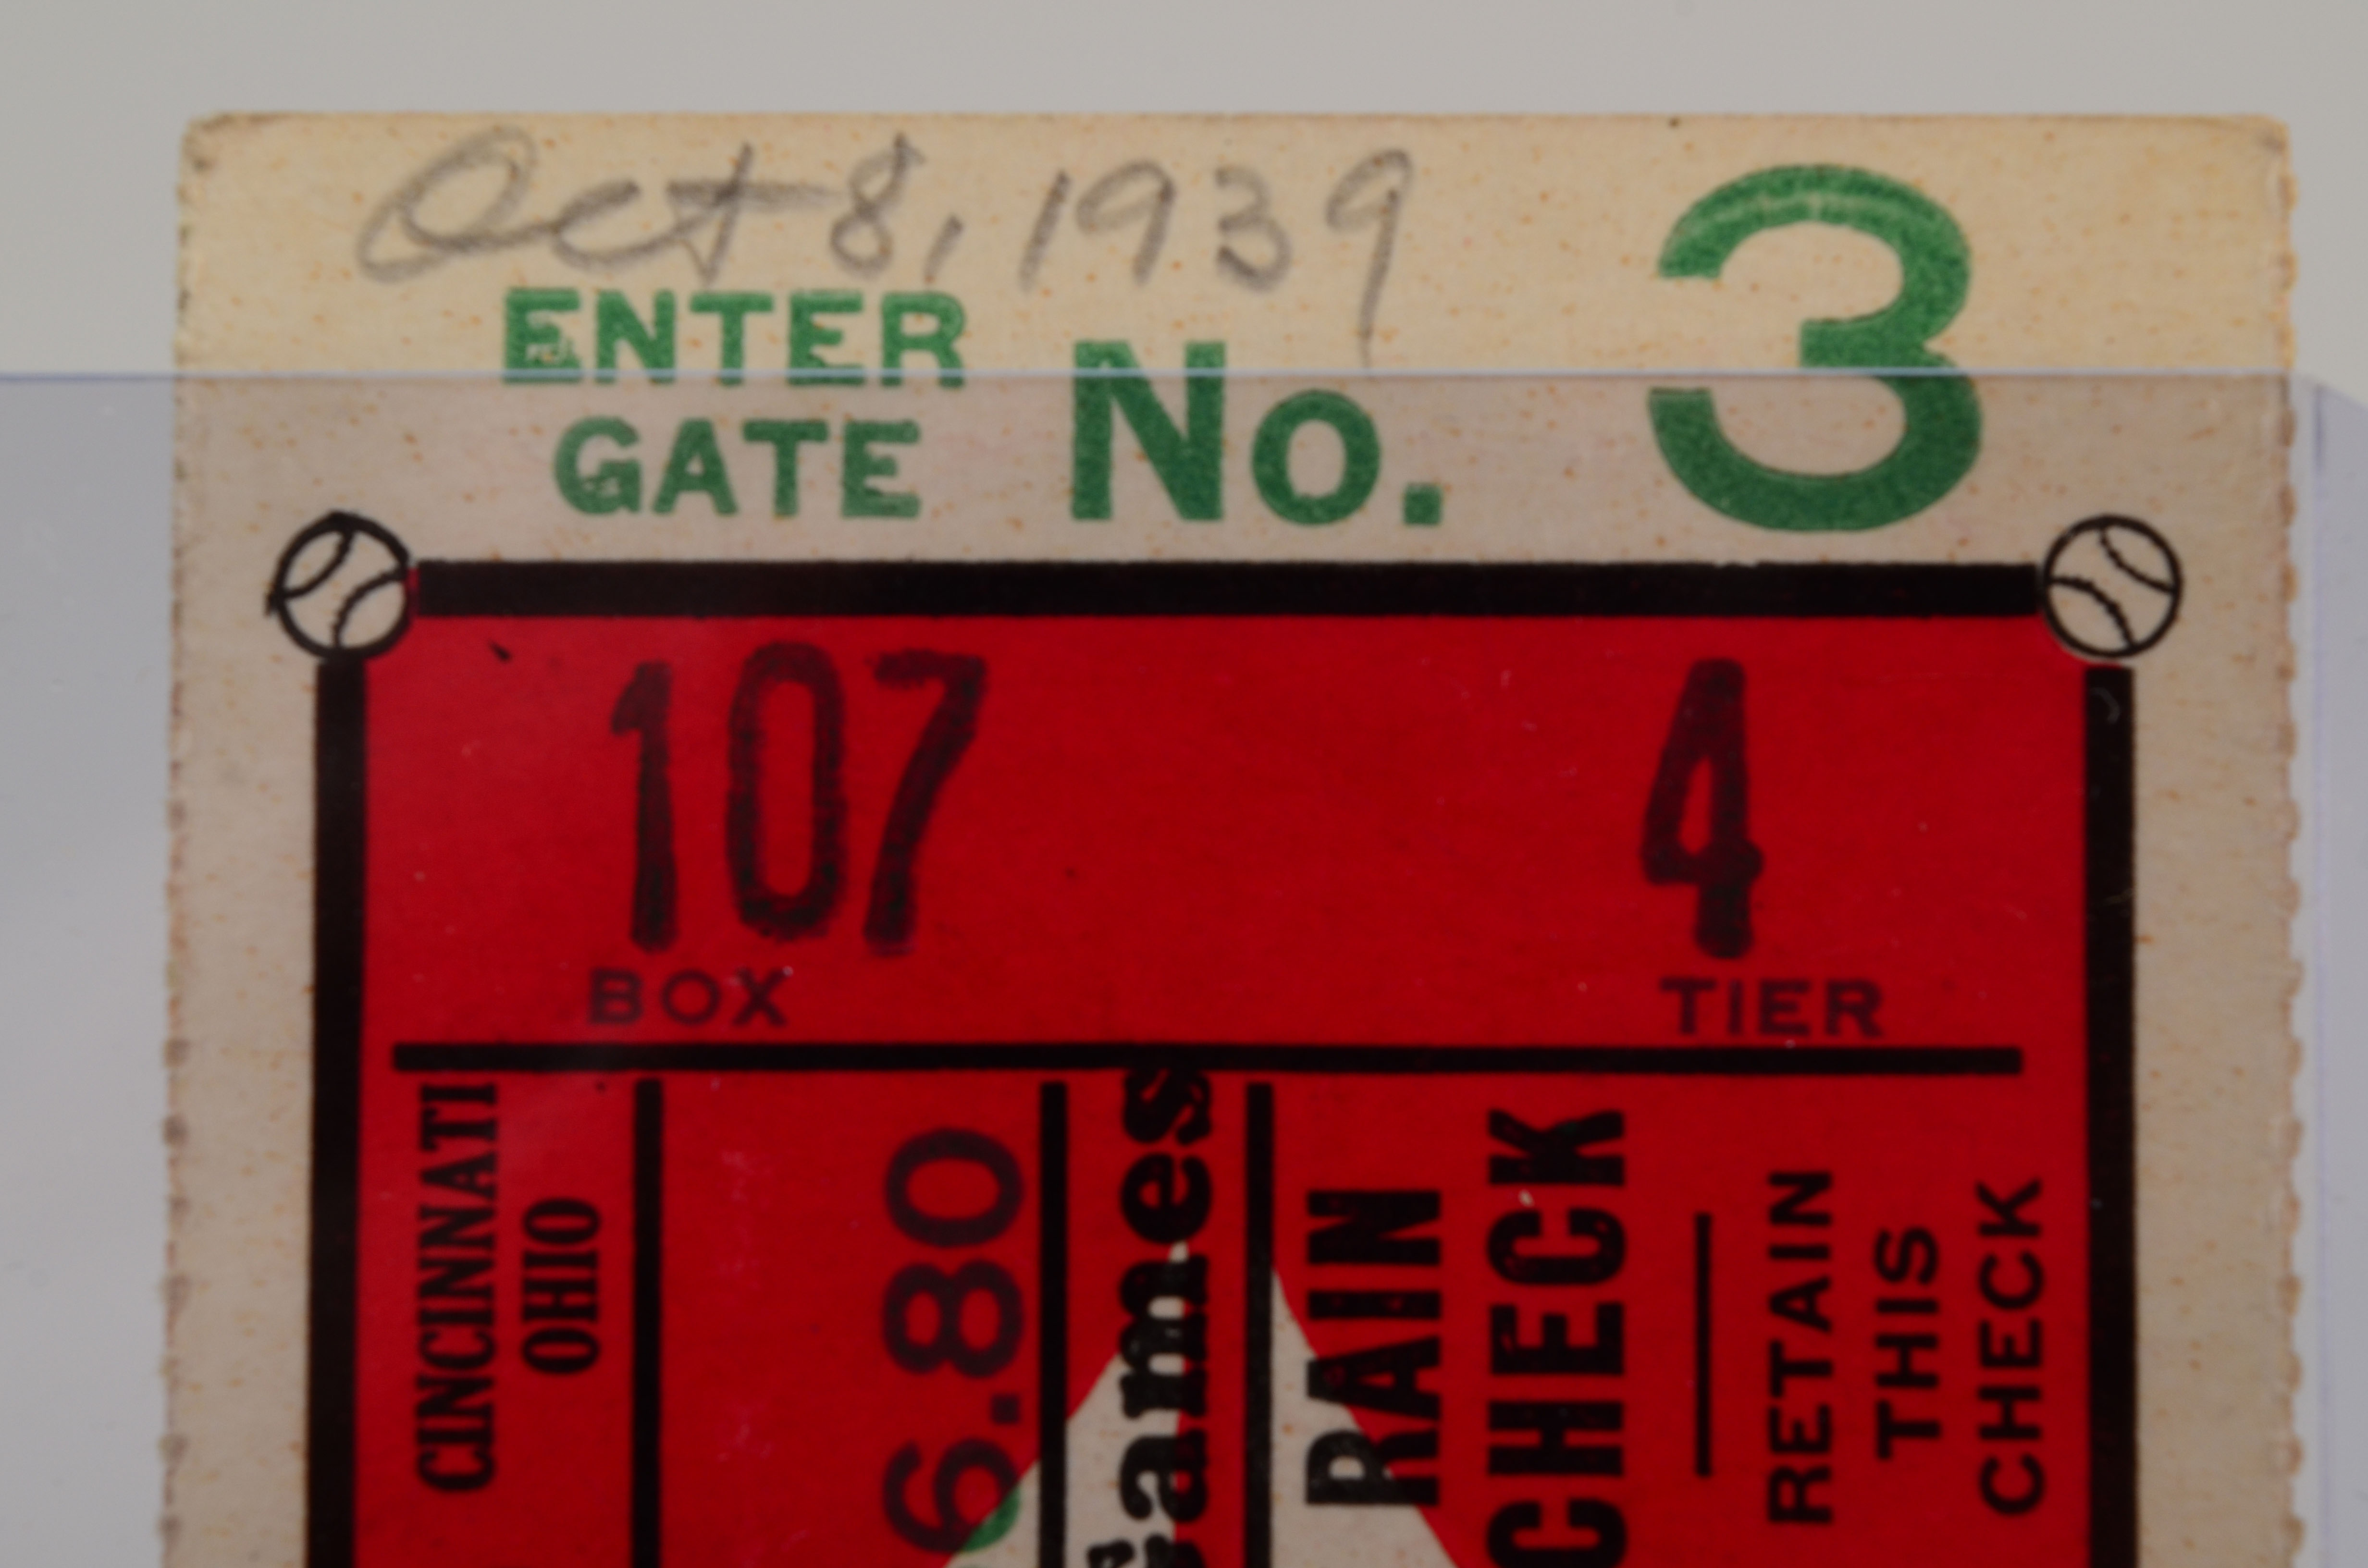 Oct 8, 1939
ENTER
GATE No. 3
107 4
BOX TIER
CINCINNATI
OHIO
6.80
Games
RAIN
CHECK
RETAIN
THIS
CHECK